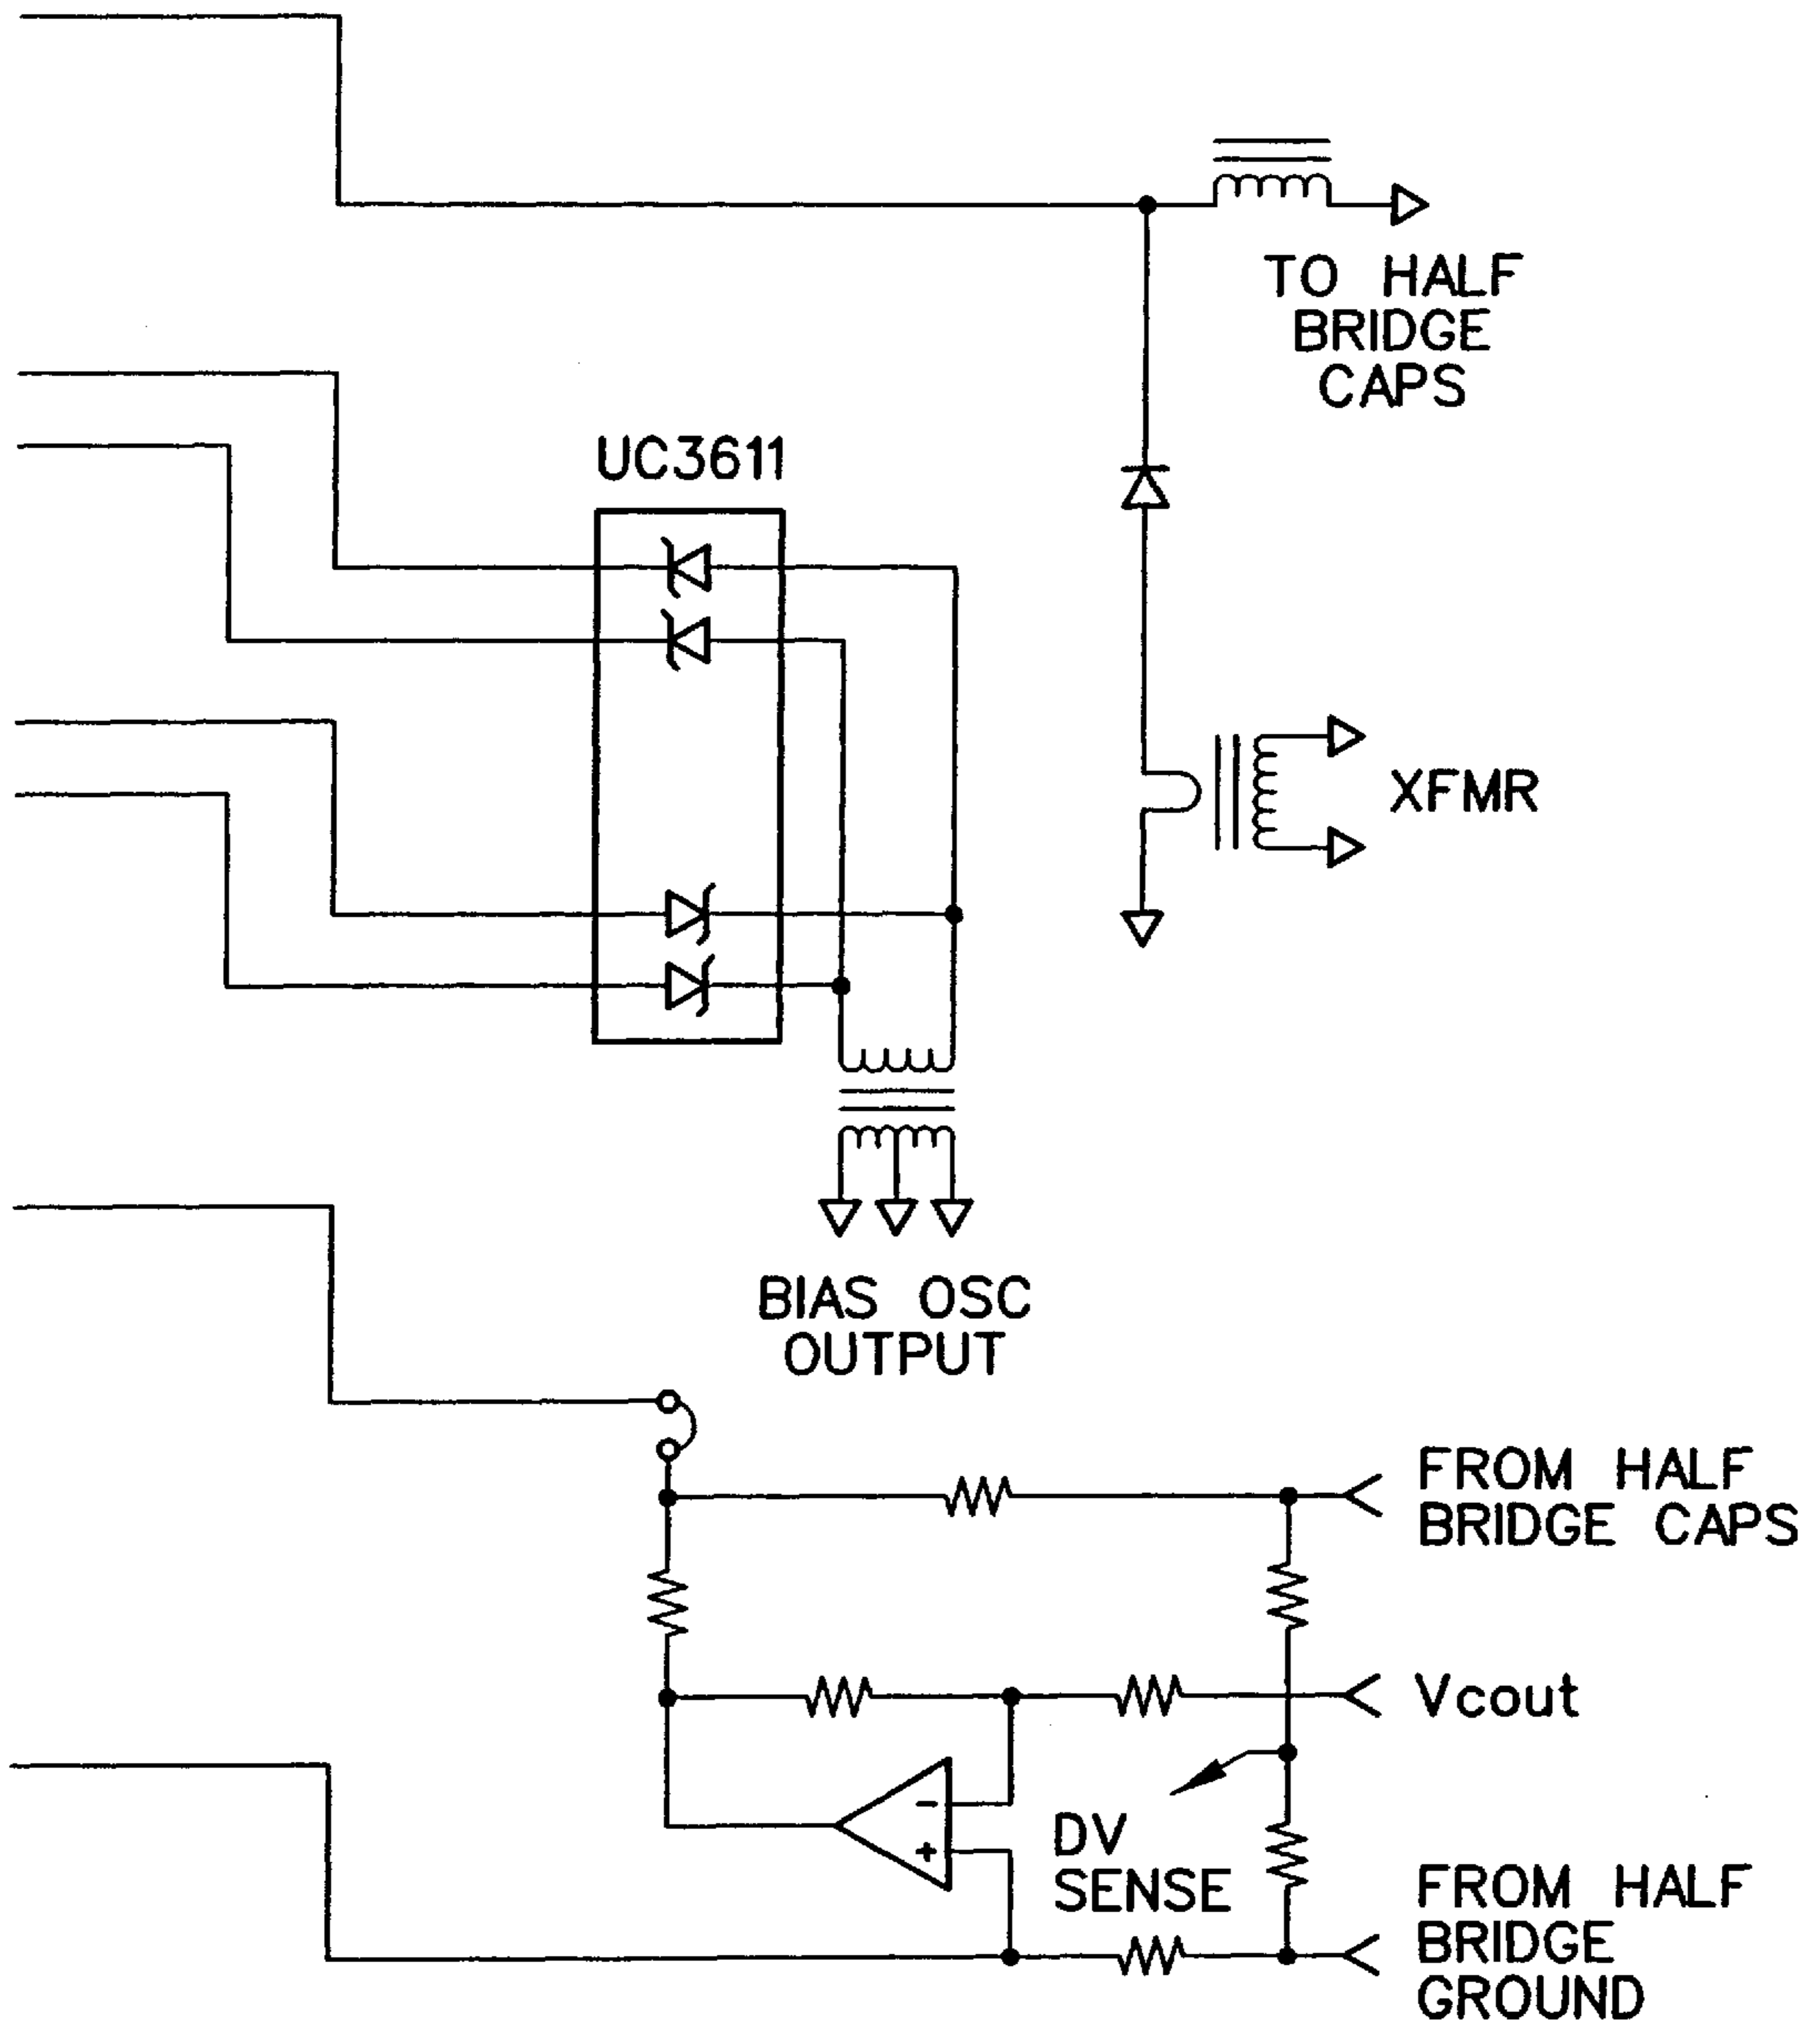 TO HALF
BRIDGE
CAPS
UC3611
XFMR
BIAS OSC
OUTPUT
FROM HALF
BRIDGE CAPS
Vcout
-
+
DV
SENSE
FROM HALF
BRIDGE
GROUND